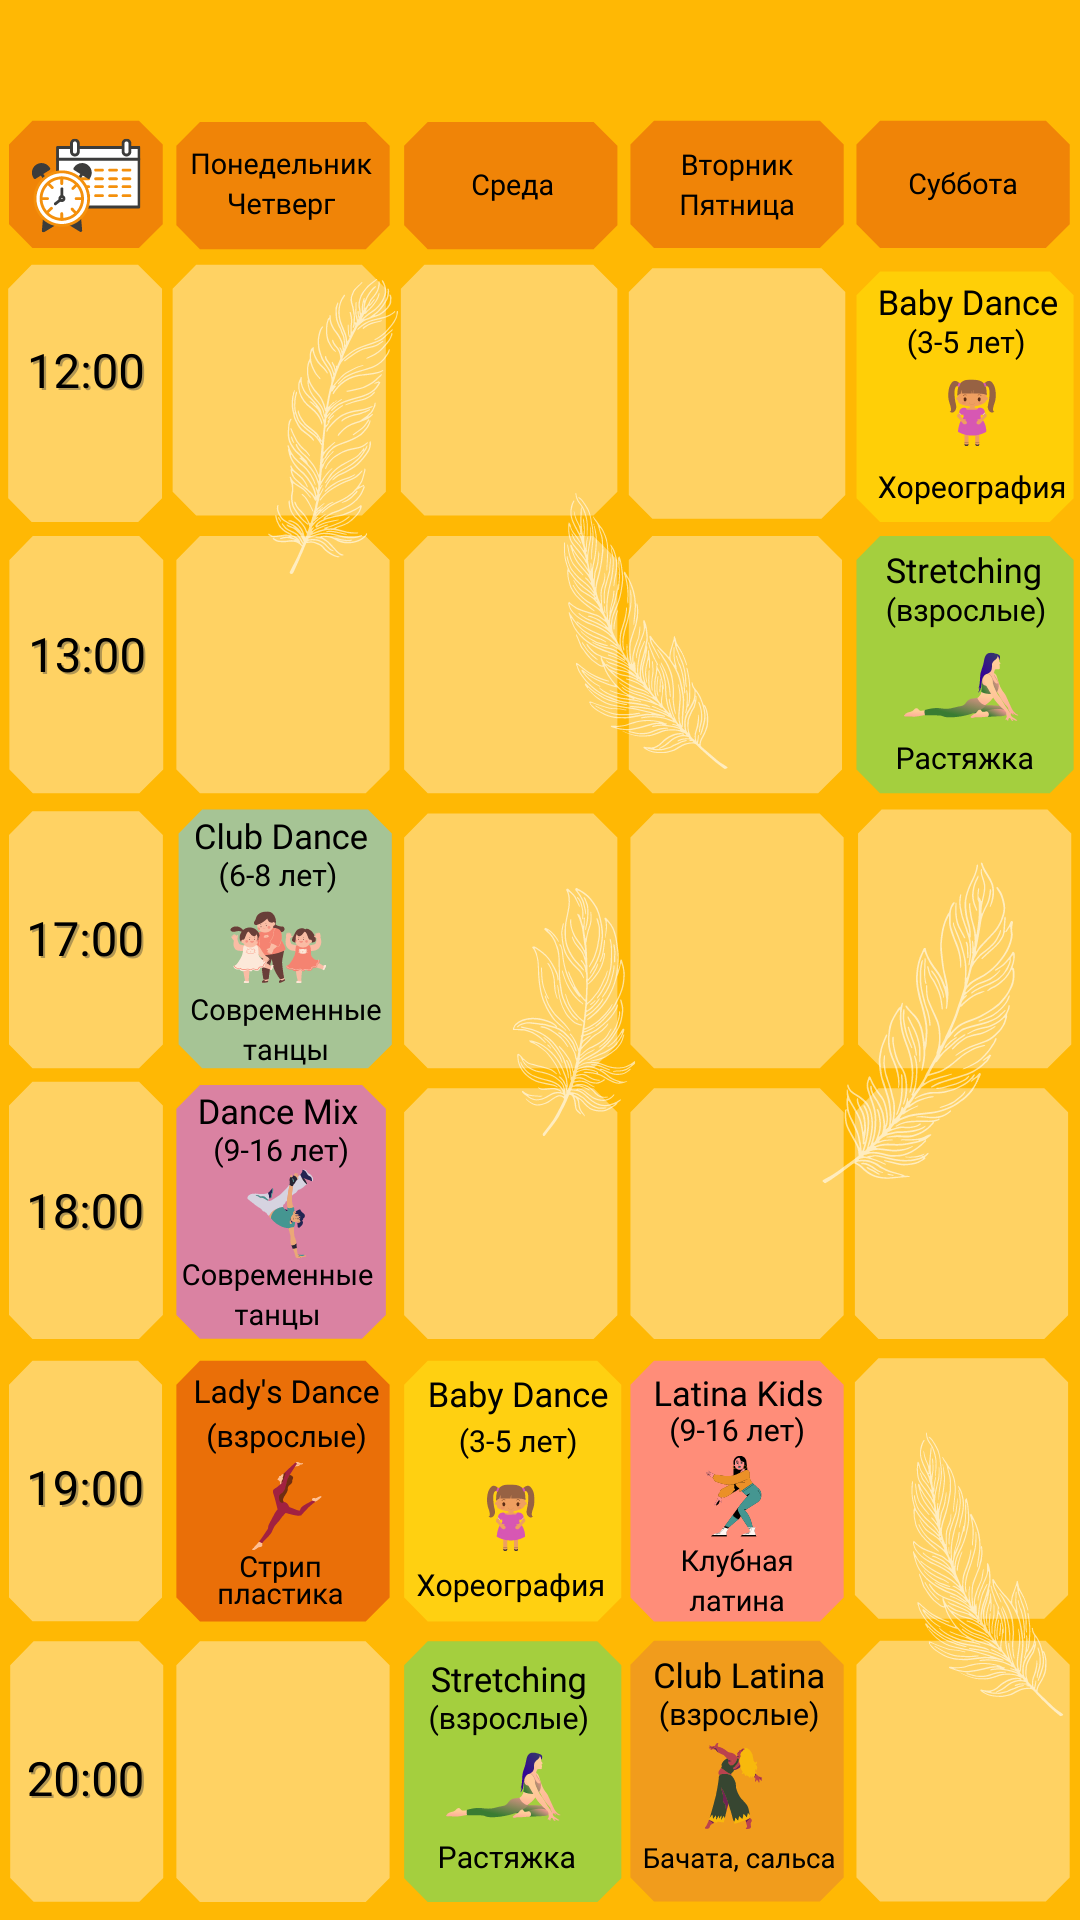 Понедельник
Четверг
Среда
Вторник
Пятница
Суббота
12:00
Baby Dance
(3-5 лет)
Хореография
13:00
Stretching
(взрослые)
Растяжка
17:00
Club Dance
(6-8 лет)
Современные
танцы
18:00
Dance Mix
(9-16 лет)
Современные
танцы
19:00
Lady's Dance
(взрослые)
Стрип
пластика
Baby Dance
(3-5 лет)
Хореография
Latina Kids
(9-16 лет)
Клубная
латина
20:00
Stretching
(взрослые)
Растяжка
Club Latina
(взрослые)
Бачата, сальса